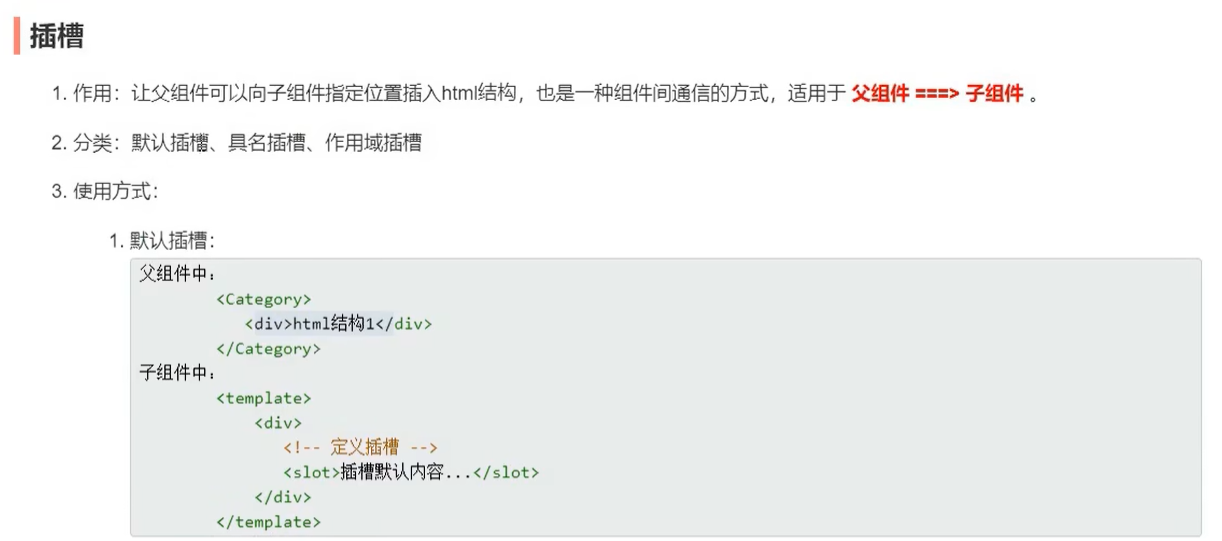 插槽
1. 作用：让父组件可以向子组件指定位置插入html结构，也是一种组件间通信的方式，适用于 父组件 ===> 子组件 。
2. 分类：默认插槽、具名插槽、作用域插槽
3. 使用方式：
1. 默认插槽：
父组件中：
<Category>
<div>html结构1</div>
</Category>
子组件中：
<template>
<div>
<!-- 定义插槽 -->
<slot>插槽默认内容...</slot>
</div>
</template>